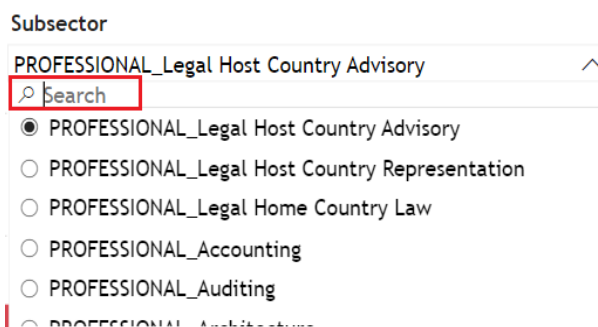 Subsector
PROFESSIONAL_Legal Host Country Advisory
Search
PROFESSIONAL_Legal Host Country Advisory
PROFESSIONAL_Legal Host Country Representation
PROFESSIONAL_Legal Home Country Law
PROFESSIONAL_Accounting
PROFESSIONAL_Auditing
PROFESSIONAL_Architecture